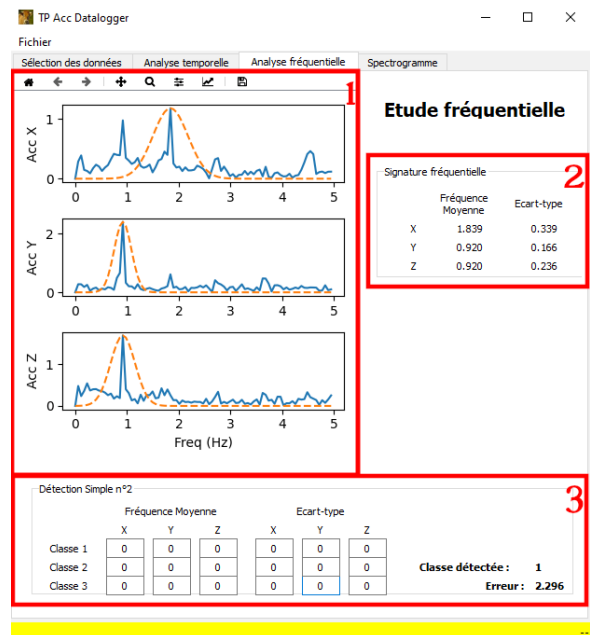 TP Acc Datalogger
Fichier
Sélection des données Analyse temporelle Analyse fréquentielle Spectrogramme
1
Etude fréquentielle
Acc X
1
0
0 1 2 3 4 5
Acc Y
2
0
0 1 2 3 4 5
Acc Z
1
0
0 1 2 3 4 5
Freq (Hz)
2
Signature fréquentielle
Fréquence
Moyenne Ecart-type
X 1.839 0.339
Y 0.920 0.166
Z 0.920 0.236
3
Détection Simple n°2
Fréquence Moyenne Ecart-type
X Y Z X Y Z
Classe 1 0 0 0 0 0 0
Classe 2 0 0 0 0 0 0 Classe détectée : 1
Classe 3 0 0 0 0 0 0 Erreur : 2.296
--